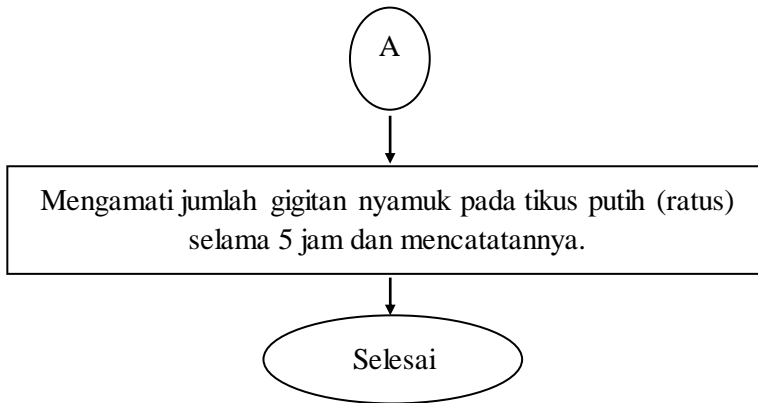 A
Mengamati jumlah gigitan nyamuk pada tikus putih (ratus)
selama 5 jam dan mencatatannya.
Selesai